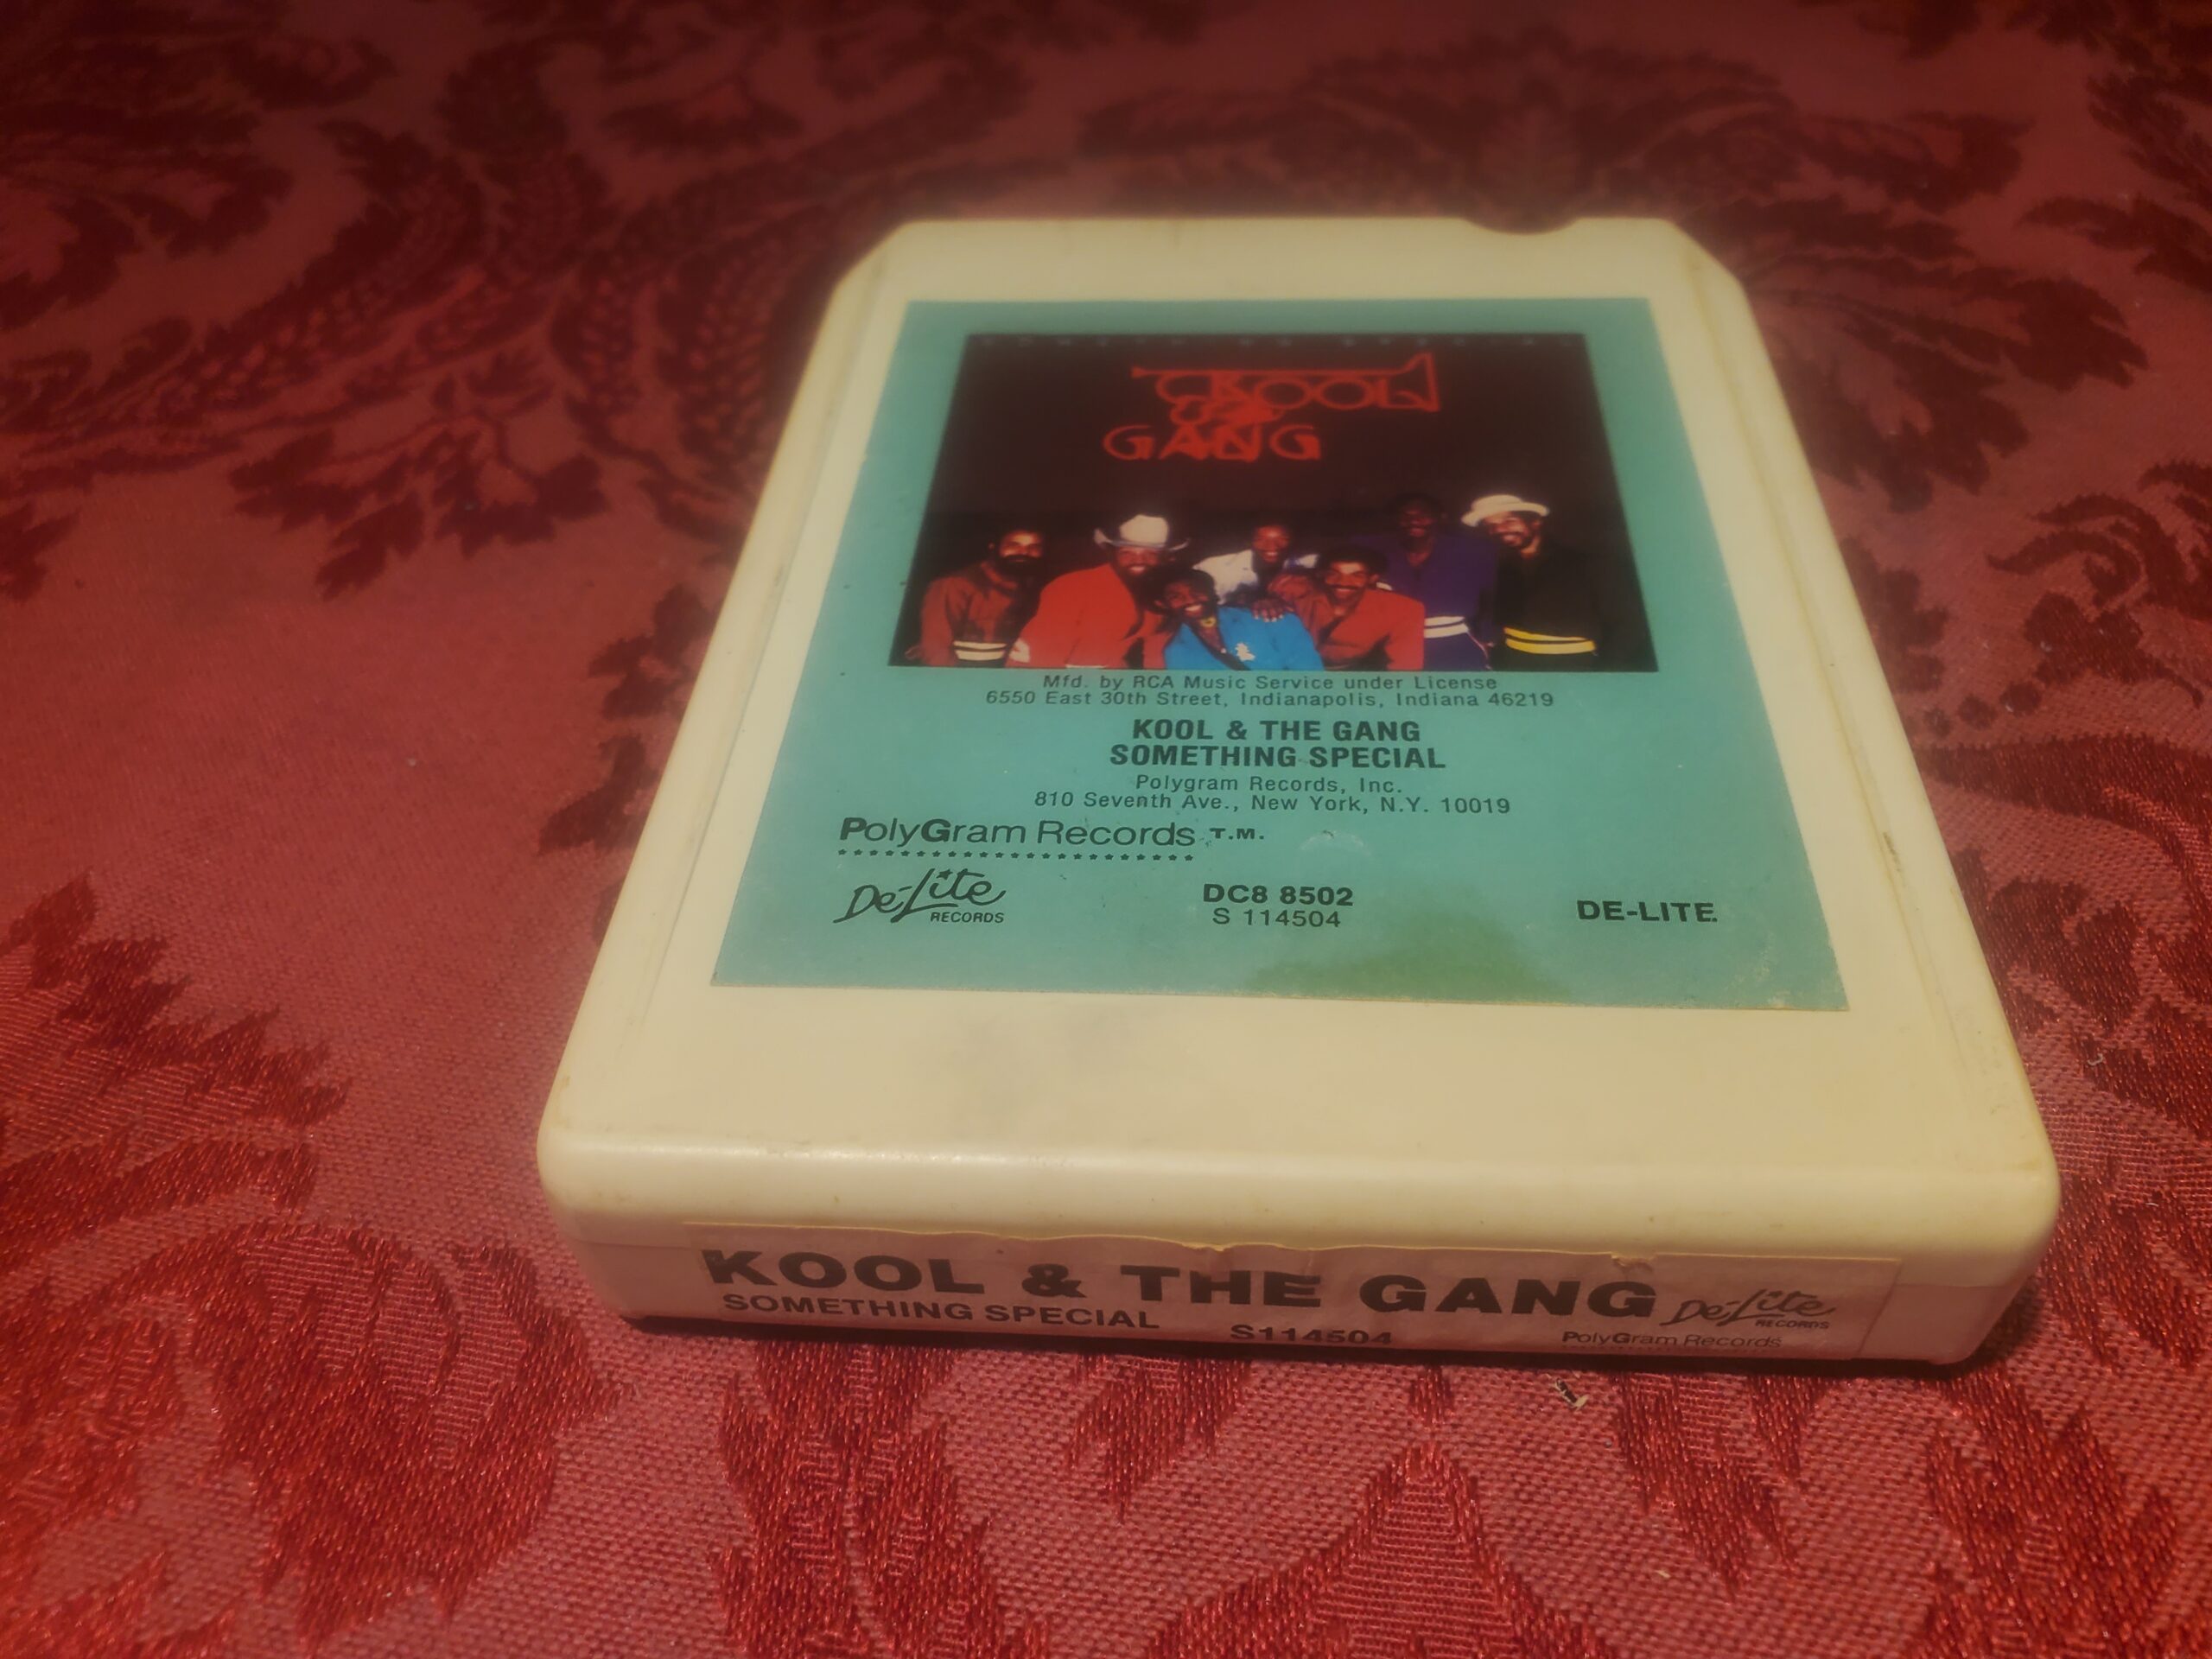 KOOL
& THE
GANG
Mfd. by RCA Music Service under License
6550 East 30th Street, Indianapolis, Indiana 46219
KOOL & THE GANG
SOMETHING SPECIAL
Polygram Records, Inc.
810 Seventh Ave., New York, N.Y. 10019
PolyGram Records T.M.
De-Lite
RECORDS
DC8 8502
S 114504
DE-LITE.
KOOL & THE GANG
SOMETHING SPECIAL
S114504
De-Lite
RECORDS
PolyGram Records